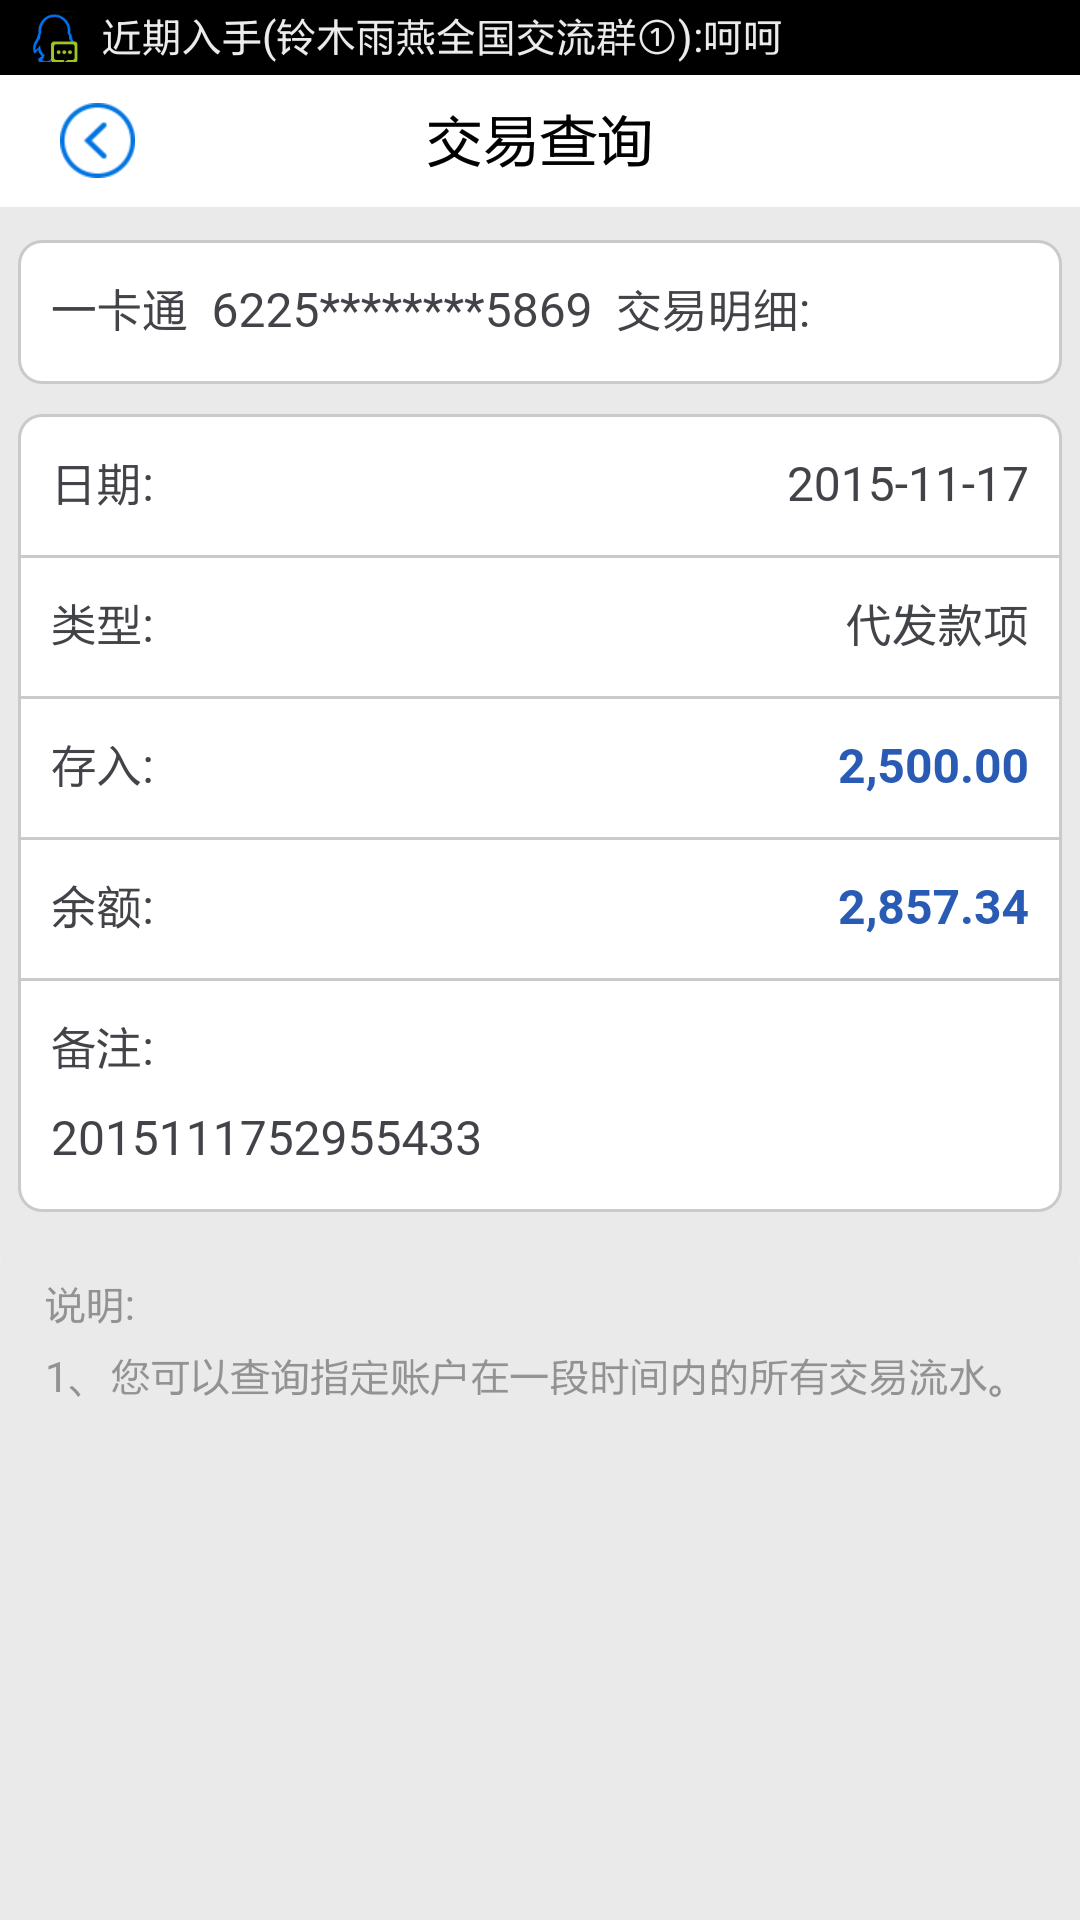 近期入手(铃木雨燕全国交流群①):呵呵
交易查询
一卡通 6225********5869 交易明细:
日期: 2015-11-17
类型: 代发款项
存入: 2,500.00
余额: 2,857.34
备注:
2015111752955433
说明:
1、您可以查询指定账户在一段时间内的所有交易流水。